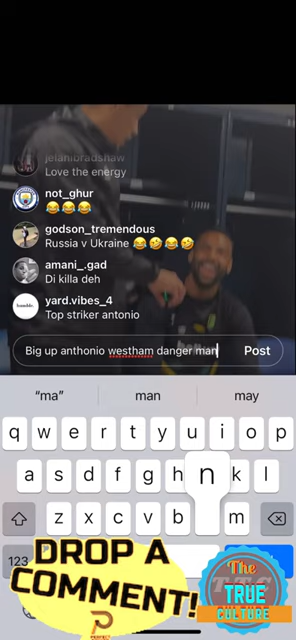 jelanibradshaw
Love the energy
not_ghur
😂😂😂😂
godson_tremendous
Russia v Ukraine 😂🤣😂🤣
amani_.gad
Di killa deh
yard.vibes_4
Top striker antonio
Big up anthonio westham danger man
Post
“ma” man may
q w e r t y u i o p
a s d f g h n k l
z x c v b m
123
DROP A
COMMENT!
The
T.T.C
TRUE
CULTURE